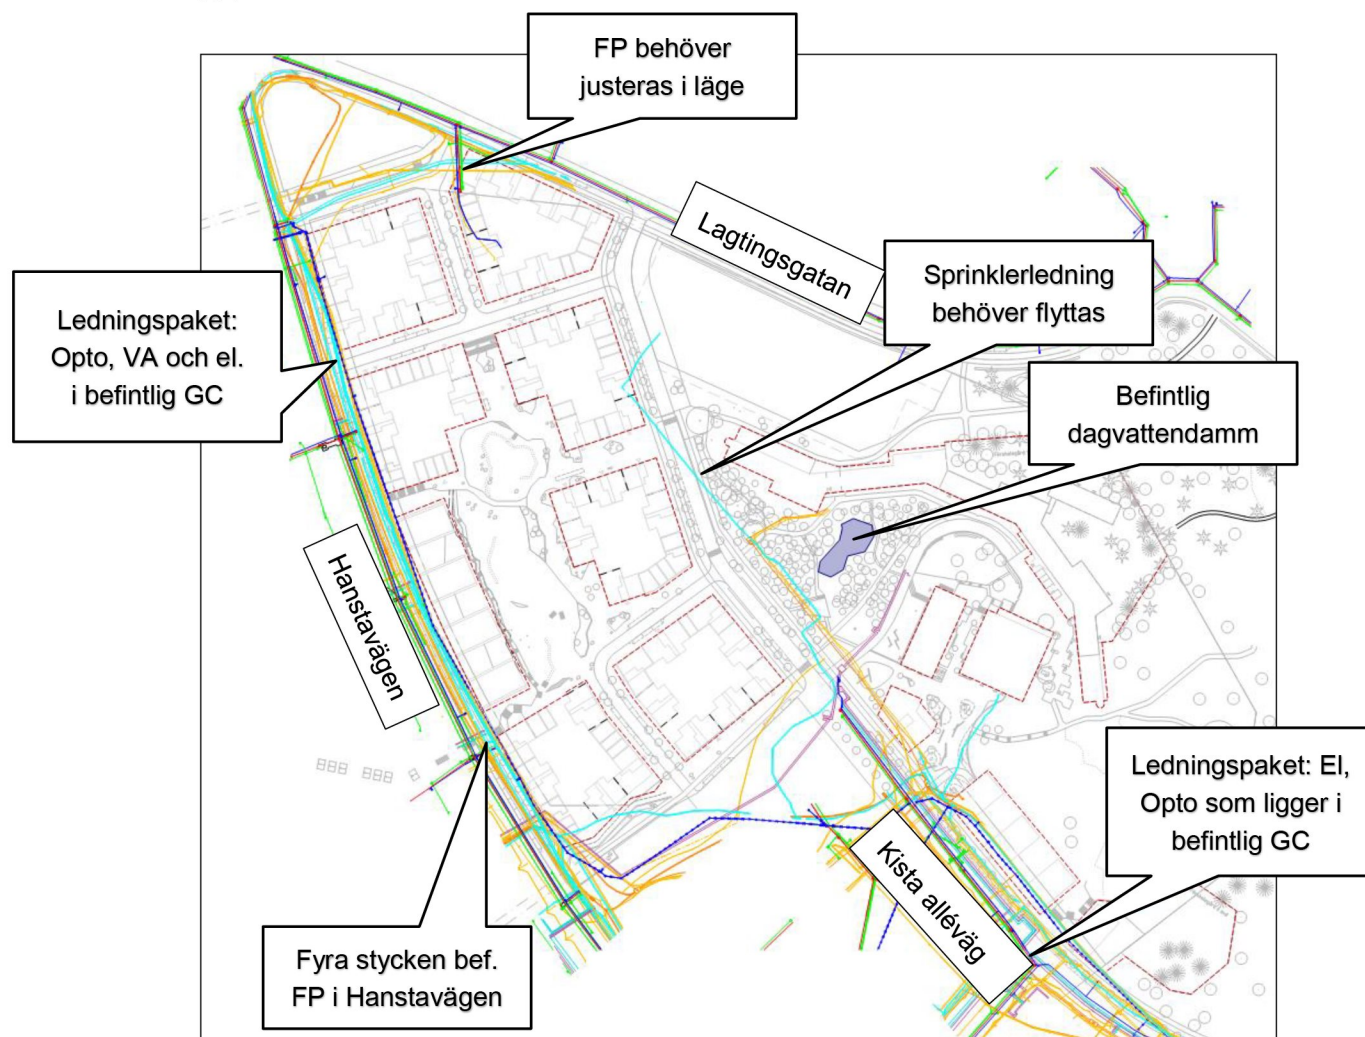 FP behöver
justeras i läge
Lagtingsgatan
Sprinklerledning
behöver flyttas
Ledningspaket:
Opto, VA och el.
i befintlig GC
Befintlig
dagvattendamm
Hanstavägen
Ledningspaket: El,
Opto som ligger i
befintlig GC
Kista alléväg
Fyra stycken bef.
FP i Hanstavägen